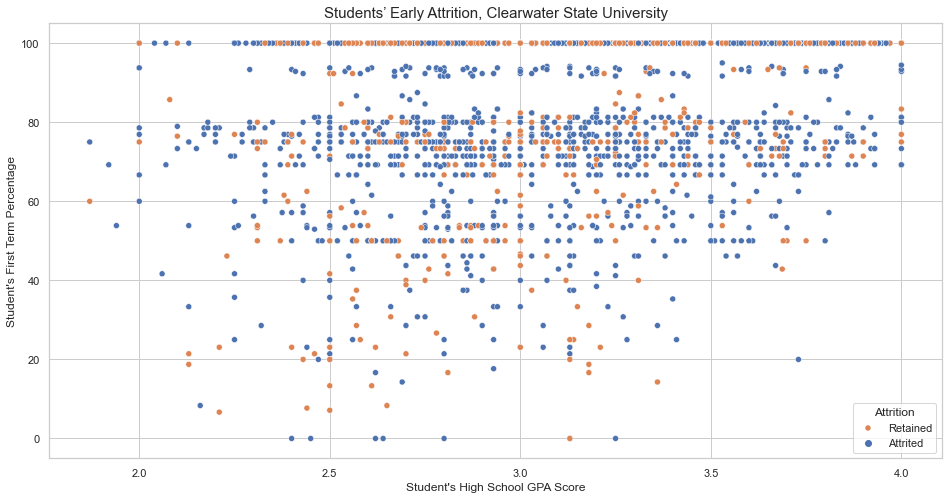 Students’ Early Attrition, Clearwater State University
Student's First Term Percentage
100
80
60
40
20
0
2.0
2.5
3.0
3.5
4.0
Student's High School GPA Score
Attrition
Retained
Attrited